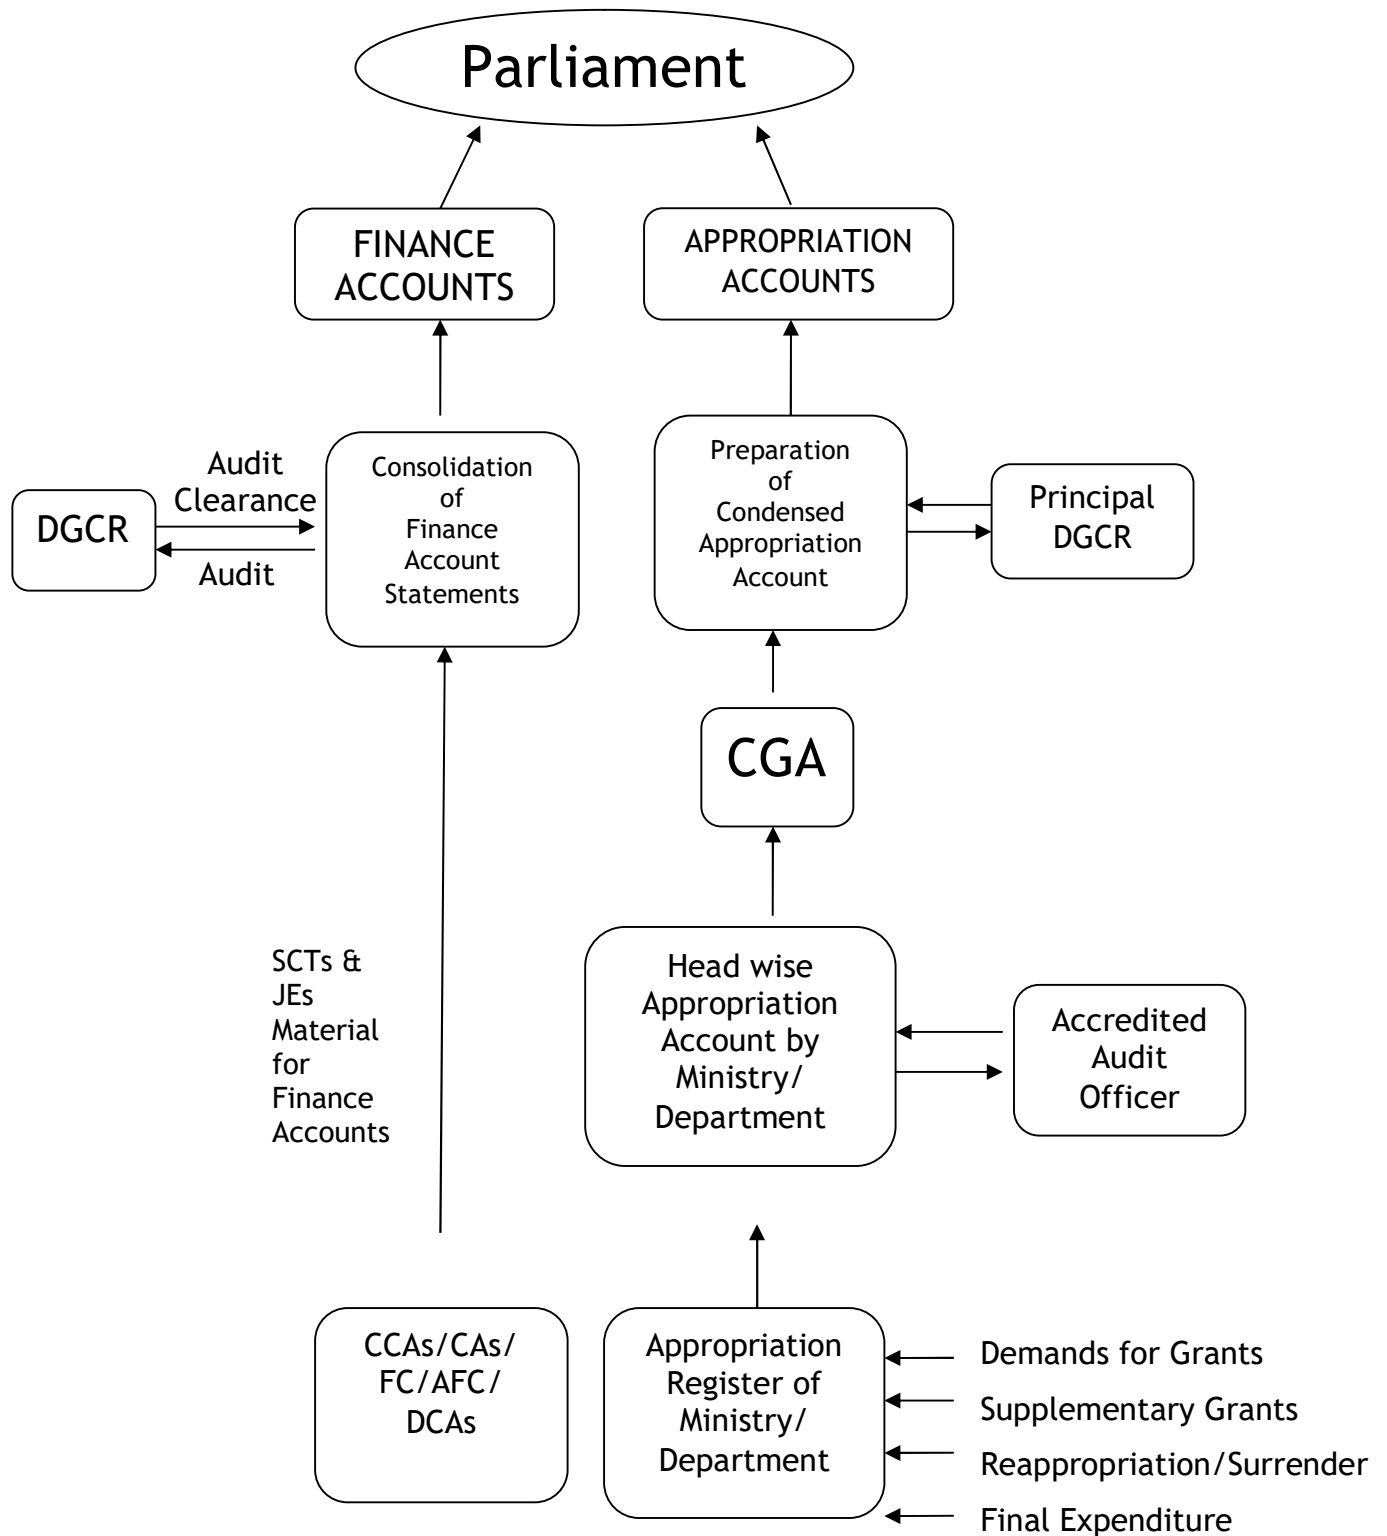 Parliament
FINANCE
ACCOUNTS
APPROPRIATION
ACCOUNTS
Audit
Clearance
DGCR
Audit
Consolidation
of
Finance
Account
Statements
Preparation
of
Condensed
Appropriation
Account
Principal
DGCR
CGA
SCTs &
JEs
Material
for
Finance
Accounts
Head wise
Appropriation
Account by
Ministry/
Department
Accredited
Audit
Officer
CCAs/CAs/
FC/AFC/
DCAs
Appropriation
Register of
Ministry/
Department
Demands for Grants
Supplementary Grants
Reappropriation/Surrender
Final Expenditure